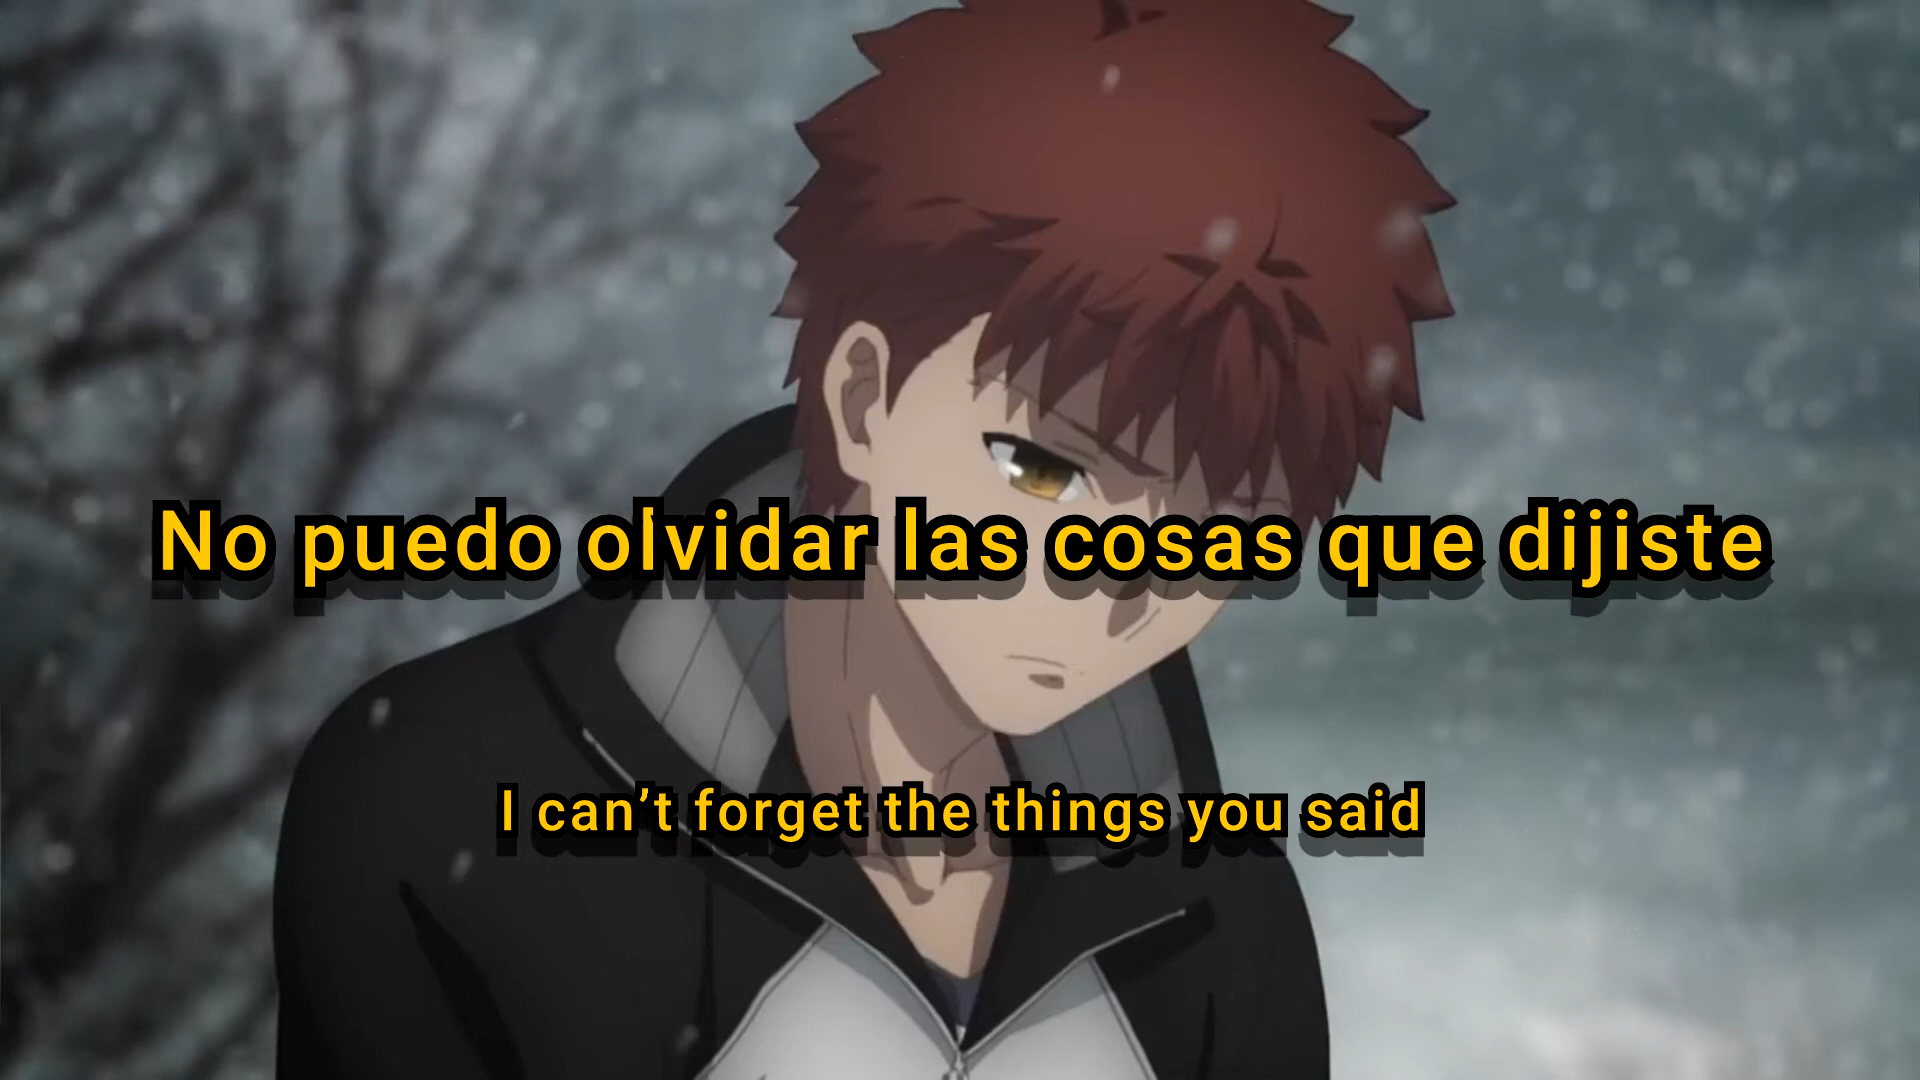 No puedo olvidar las cosas que dijiste
I can’t forget the things you said